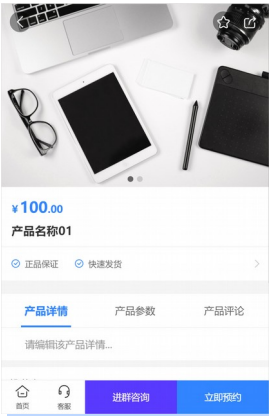 ¥100.00
产品名称01
正品保证 快速发货
产品详情 产品参数 产品评论
请编辑该产品详情...
首页 客服 进群咨询 立即预约